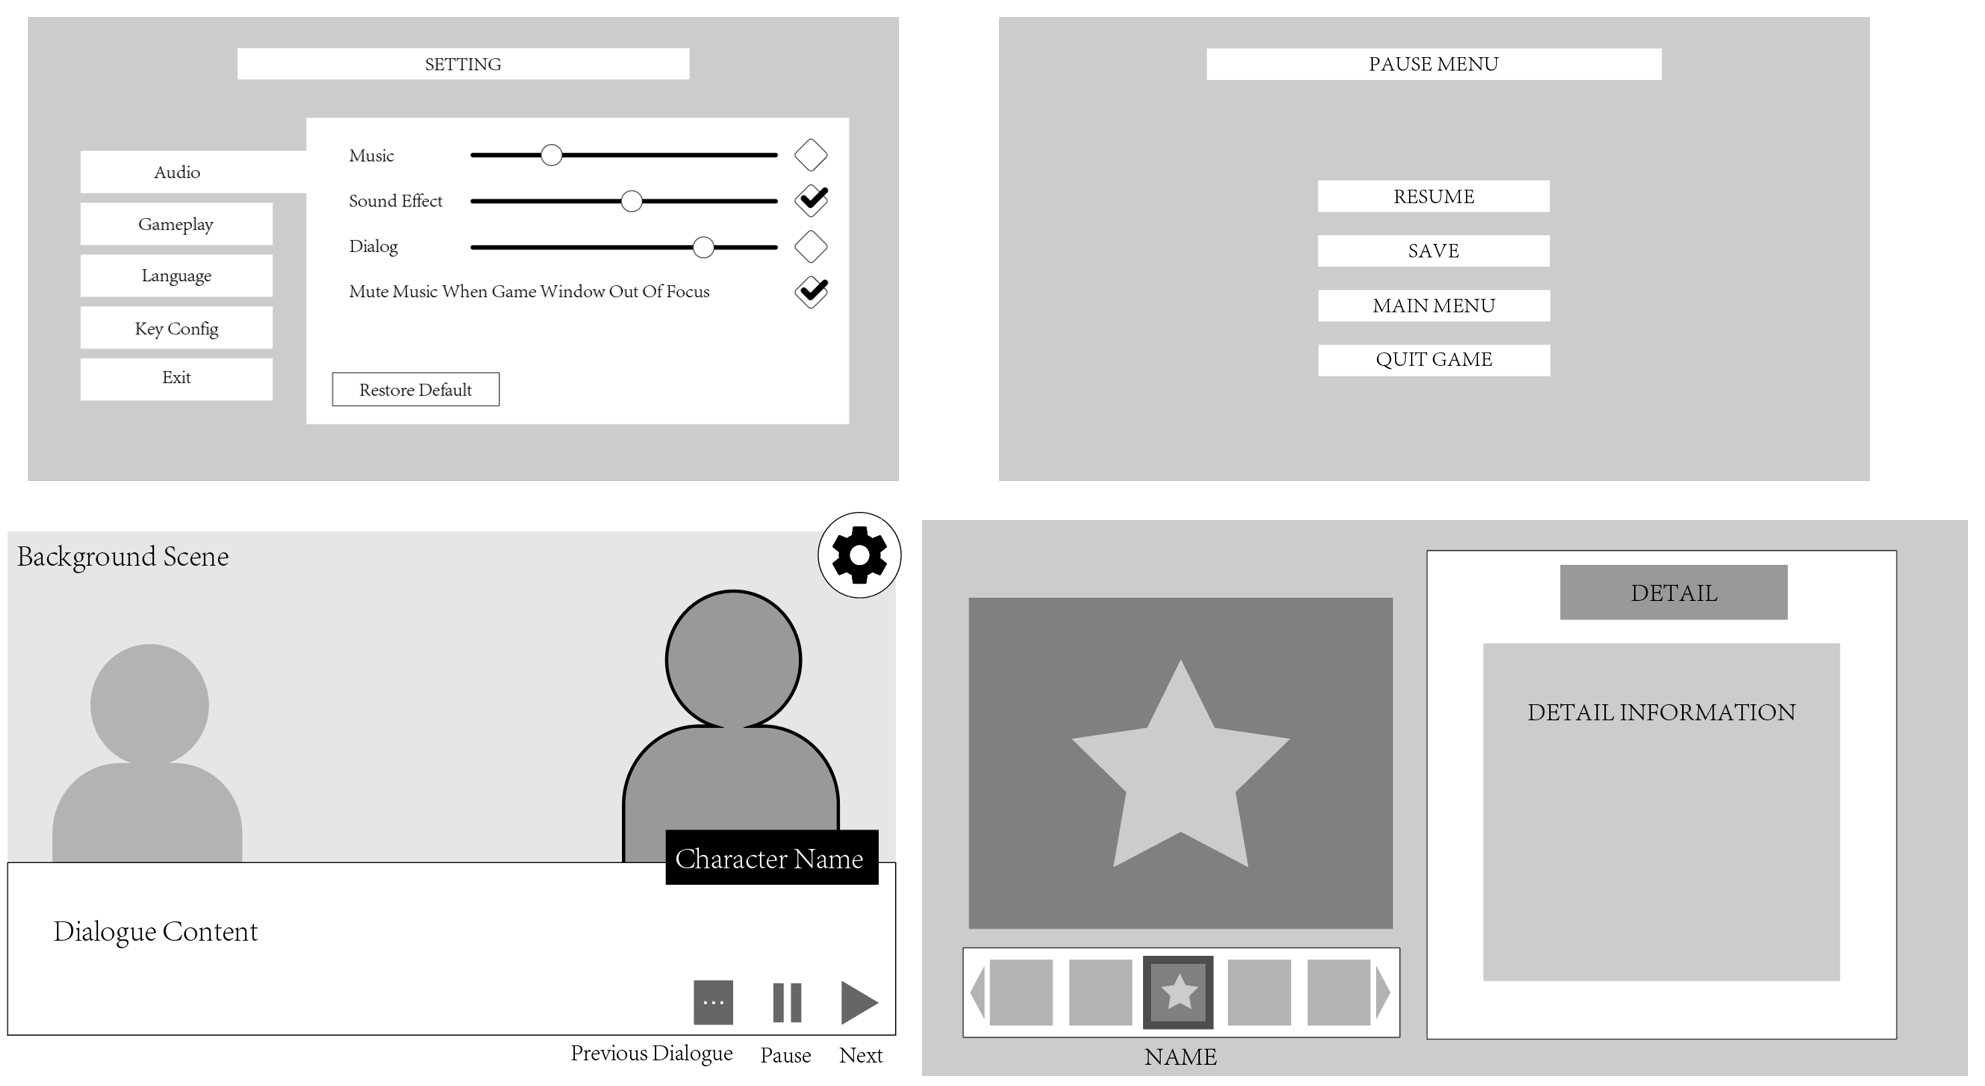 SETTING
Audio
Gameplay
Language
Key Config
Exit
Music
Sound Effect
Dialog
Mute Music When Game Window Out Of Focus
Restore Default
PAUSE MENU
RESUME
SAVE
MAIN MENU
QUIT GAME
Background Scene
Character Name
Dialogue Content
...
Previous Dialogue
Pause
Next
DETAIL
DETAIL INFORMATION
NAME